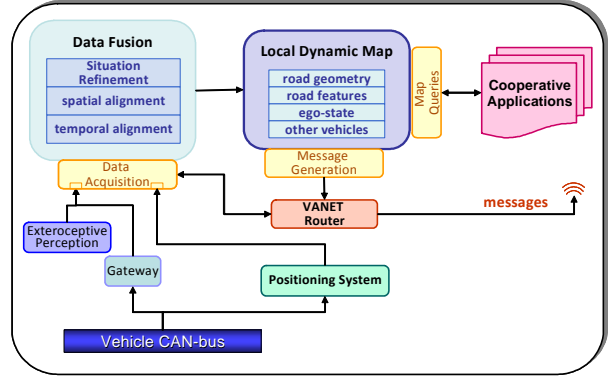 Data Fusion
Situation
Refinement
spatial alignment
temporal alignment
Local Dynamic Map
road geometry
road features
ego-state
other vehicles
Map
Queries
Cooperative
Applications
Data
Acquisition
Message
Generation
VANET
Router
messages
Exteroceptive
Perception
Gateway
Positioning System
Vehicle CAN-bus